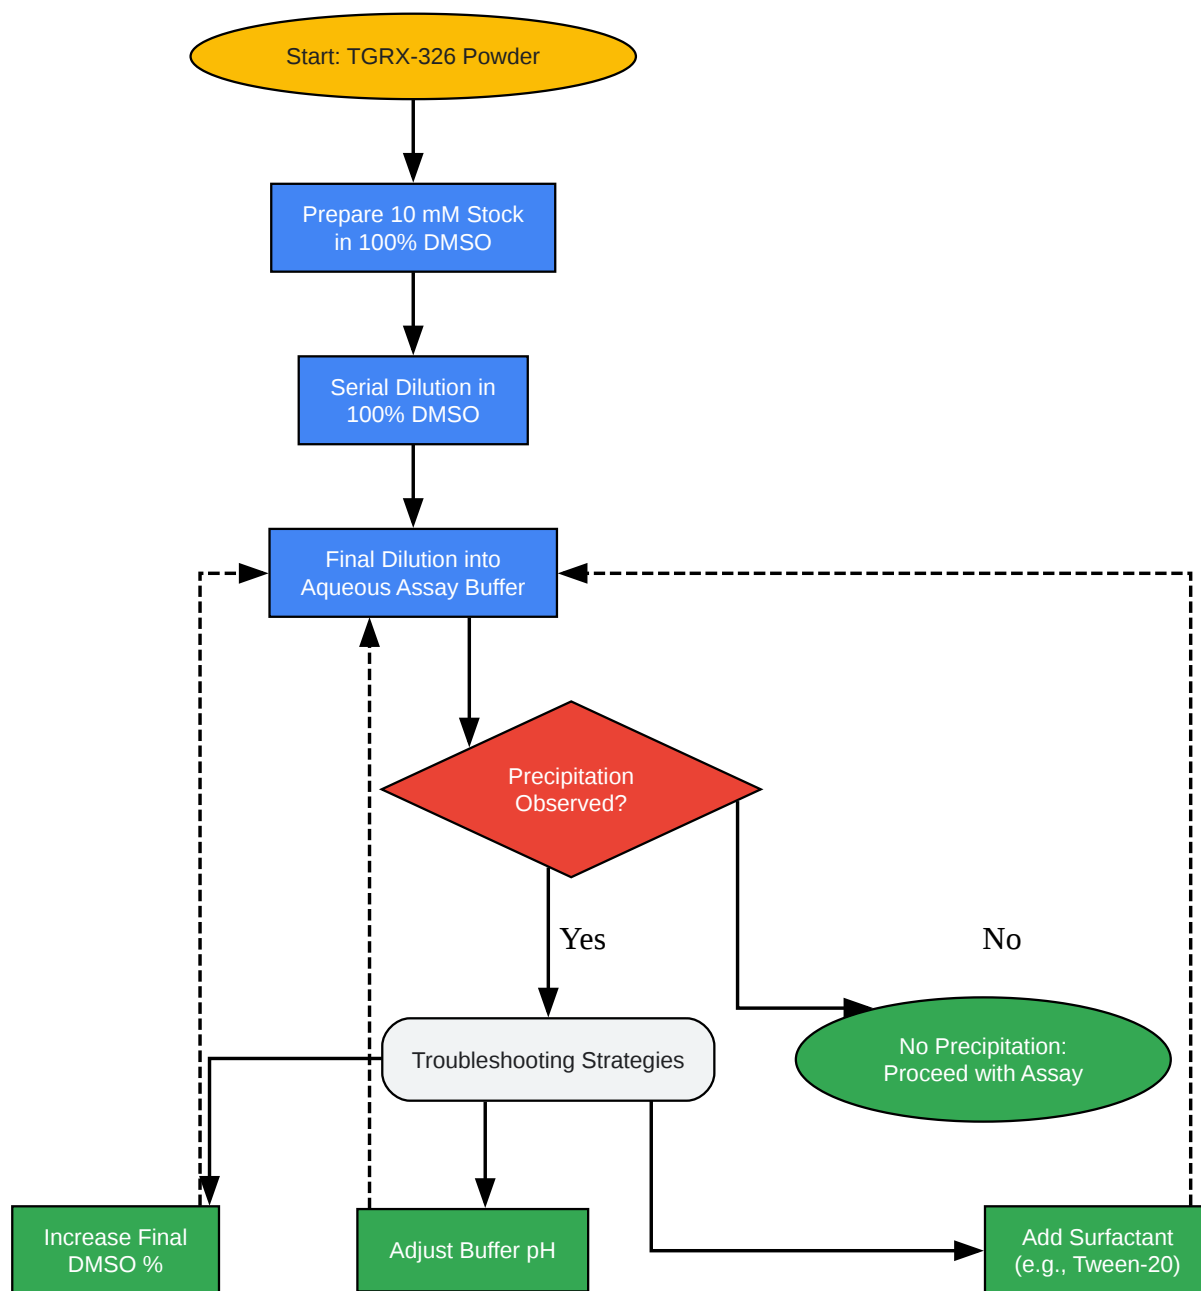 Start: TGRX-326 Powder
Prepare 10 mM Stock
in 100% DMSO
Serial Dilution in
100% DMSO
Final Dilution into
Aqueous Assay Buffer
Precipitation
Observed?
Yes
No
Troubleshooting Strategies
No Precipitation:
Proceed with Assay
Increase Final
DMSO %
Adjust Buffer pH
Add Surfactant
(e.g., Tween-20)